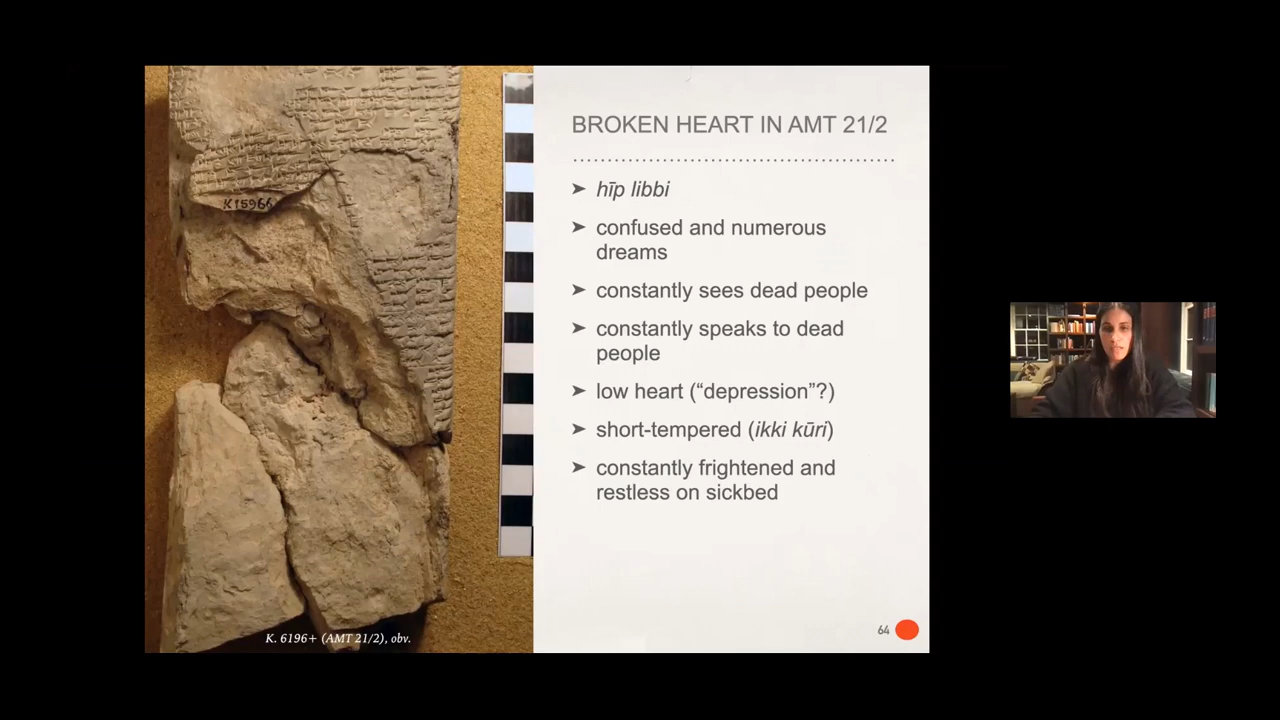 BROKEN HEART IN AMT 21/2
➤ hīp libbi
➤ confused and numerous
dreams
➤ constantly sees dead people
➤ constantly speaks to dead
people
➤ low heart (“depression”?)
➤ short-tempered (ikki kūri)
➤ constantly frightened and
restless on sickbed
K15966
K. 6196+ (AMT 21/2), obv.
64